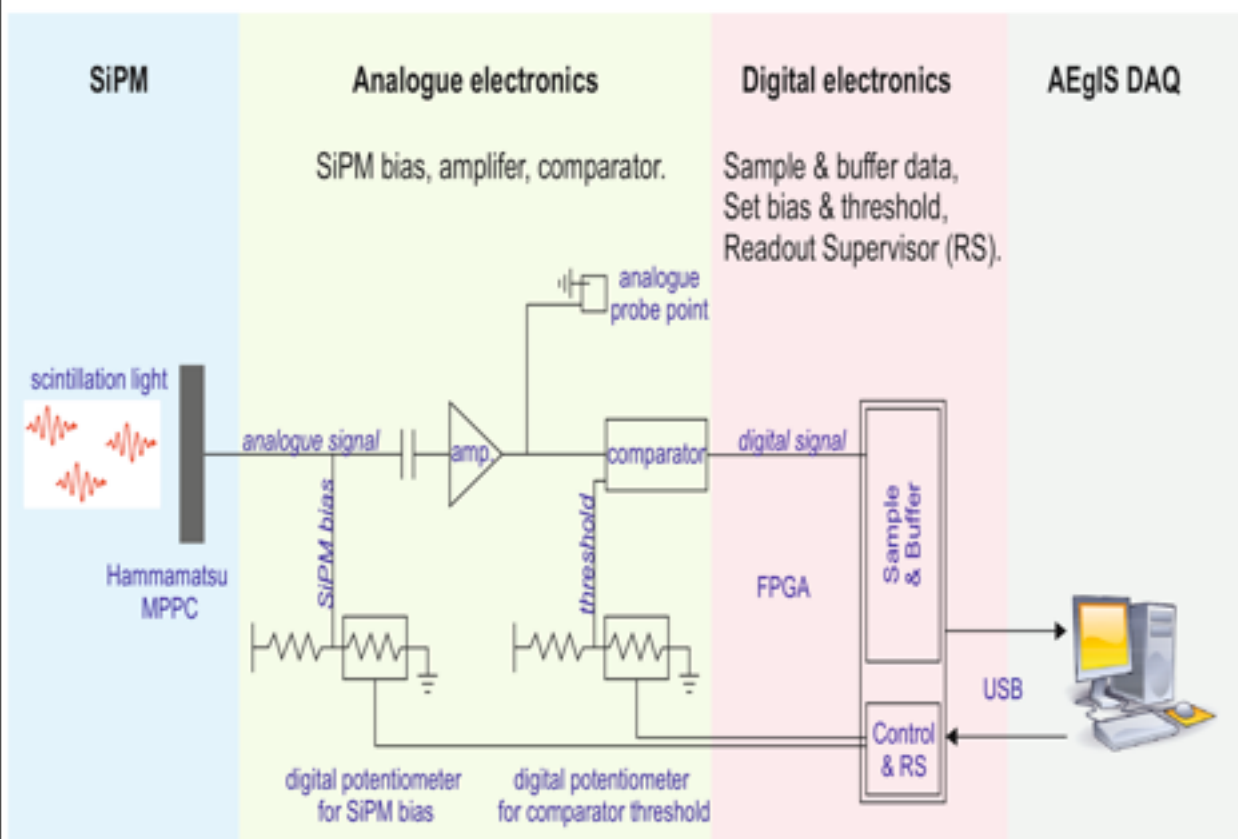 SiPM
Analogue electronics
Digital electronics
AEgIS DAQ
SiPM bias, amplifer, comparator.
Sample & buffer data,
Set bias & threshold,
Readout Supervisor (RS).
analogue
probe point
scintillation light
analogue signal
amp.
comparator
digital signal
Sample
& Buffer
SiPM bias
threshold
Hammamatsu
MPPC
FPGA
USB
Control
& RS
digital potentiometer
for SiPM bias
digital potentiometer
for comparator threshold